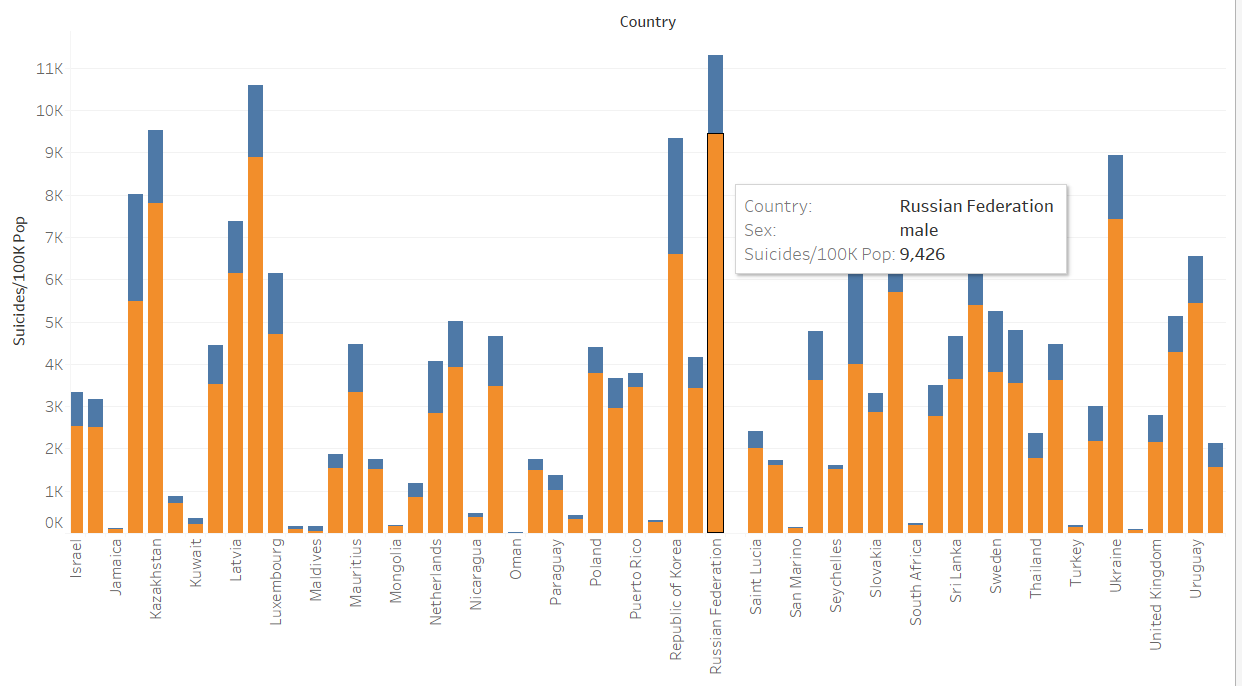 Country
11K
10K
9K
8K
7K
6K
5K
4K
3K
2K
1K
0K
Suicides/100K Pop
Country: Russian Federation
Sex: male
Suicides/100K Pop: 9,426
Israel
Jamaica
Kazakhstan
Kuwait
Latvia
Luxembourg
Maldives
Mauritius
Mongolia
Netherlands
Nicaragua
Oman
Paraguay
Poland
Puerto Rico
Republic of Korea
Russian Federation
Saint Lucia
San Marino
Seychelles
Slovakia
South Africa
Sri Lanka
Sweden
Thailand
Turkey
Ukraine
United Kingdom
Uruguay